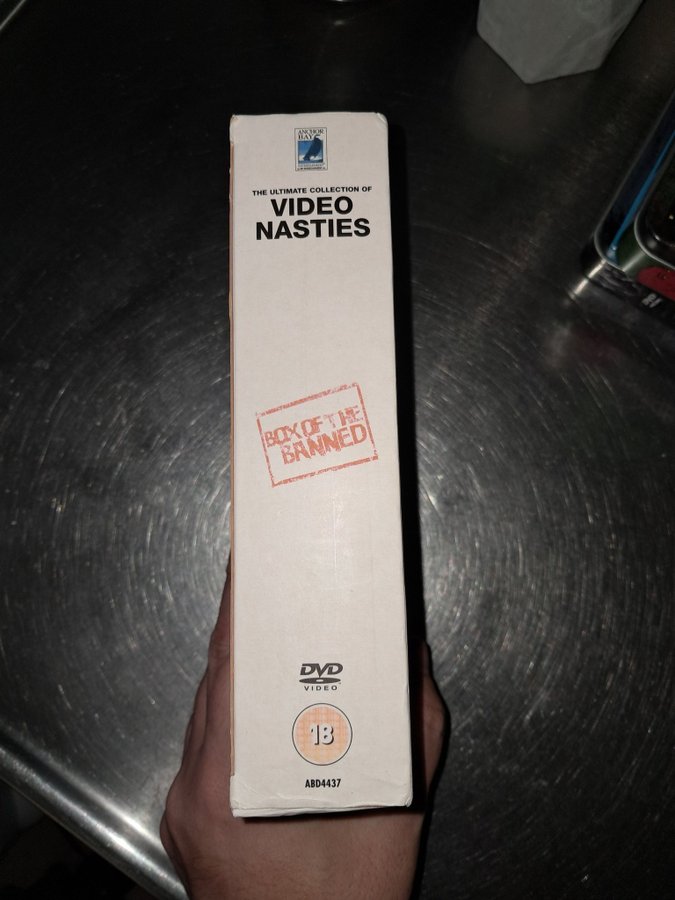 ANCHOR
BAY
THE ULTIMATE COLLECTION OF
VIDEO
NASTIES
BOX OF THE
BANNED
DVD
VIDEO
18
ABD4437